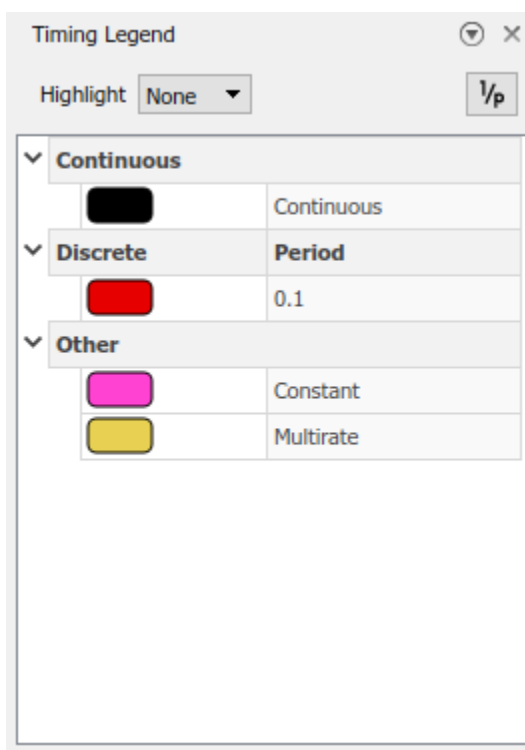 Timing Legend
Highlight None
1/P
Continuous
Continuous
Discrete Period
0.1
Other
Constant
Multirate